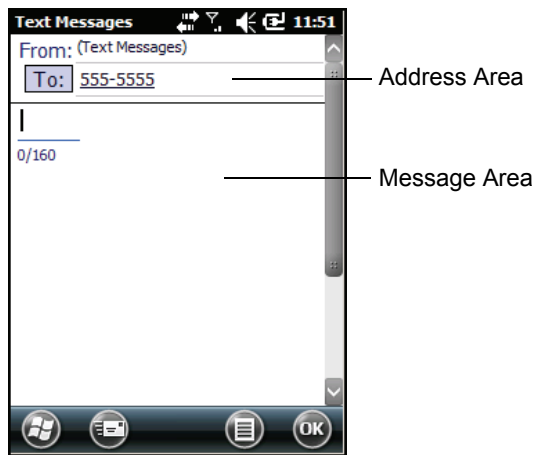 Text Messages 11:51
From: (Text Messages)
To: 555-5555
Address Area
0/160
Message Area
OK